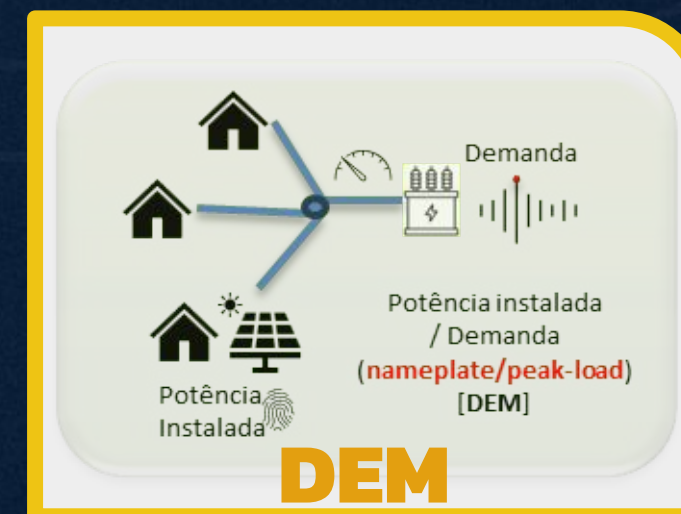 Demanda
Potência instalada
/ Demanda
(nameplate/peak-load)
[DEM]
Potência
Instalada
DEM